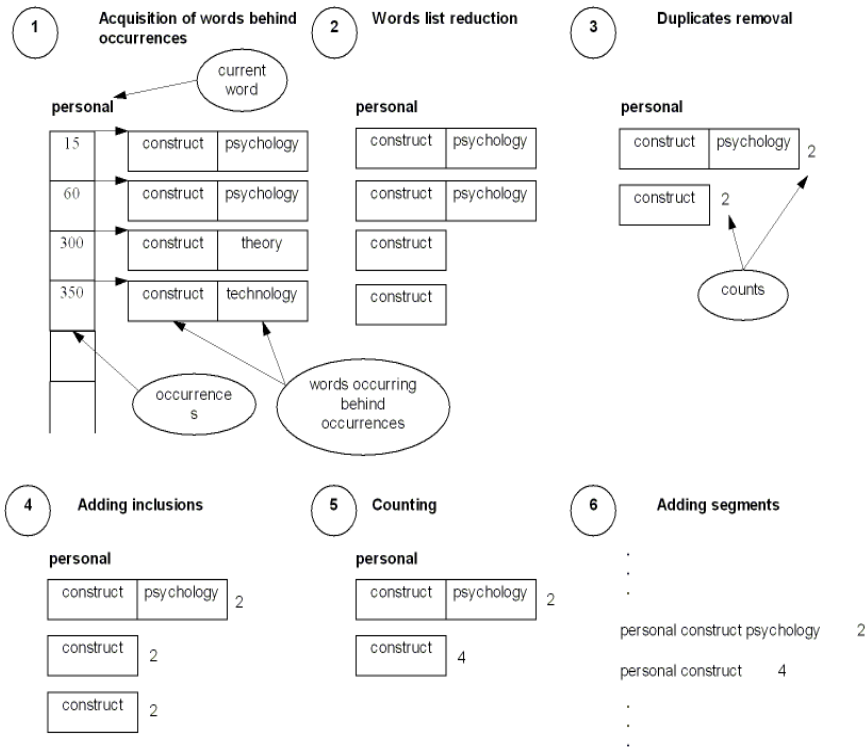 1
Acquisition of words behind
occurrences
current
word
personal
15
construct psychology
60
construct psychology
300
construct theory
350
construct technology
occurrence
s
words occurring
behind
occurrences
2
Words list reduction
personal
construct psychology
construct psychology
construct
construct
3
Duplicates removal
personal
construct psychology 2
construct 2
counts
4
Adding inclusions
personal
construct psychology 2
construct 2
construct 2
5
Counting
personal
construct psychology 2
construct 4
6
Adding segments
.
.
.
personal construct psychology 2
personal construct 4
.
.
.